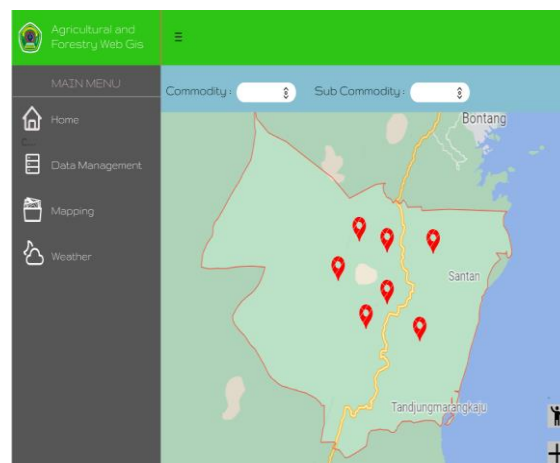 Agricultural and
Forestry Web Gis
MAIN MENU
Home
Data Management
Mapping
Weather
Commodity :
Sub Commodity :
Bontang
Santan
Tandjungmarangkaju